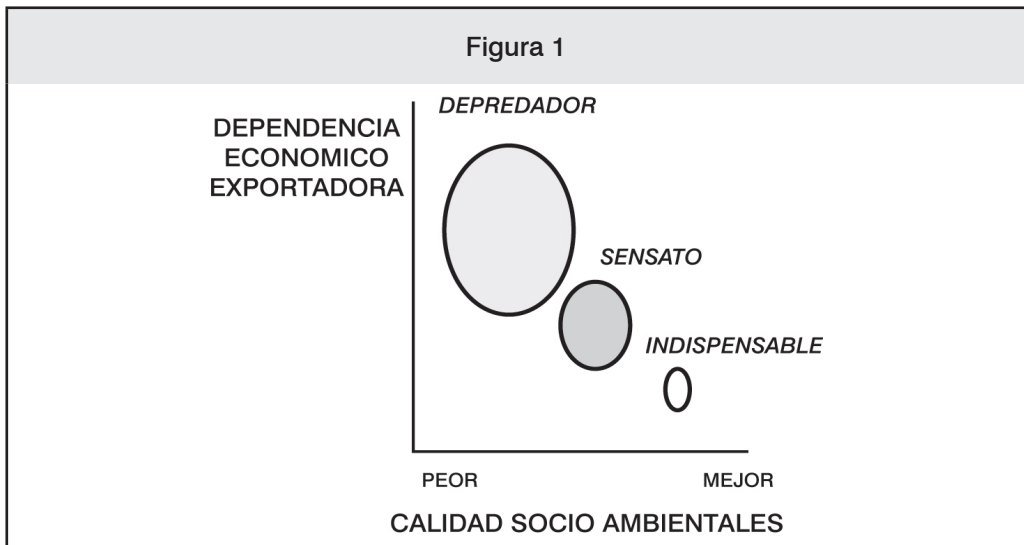 Figura 1
DEPREDADOR
DEPENDENCIA
ECONOMICO
EXPORTADORA
SENSATO
INDISPENSABLE
PEOR
MEJOR
CALIDAD SOCIO AMBIENTALES